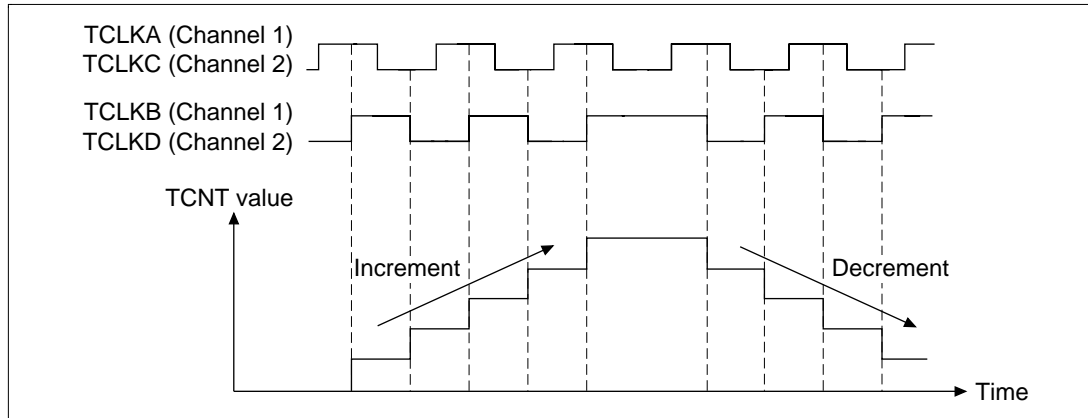 TCLKA (Channel 1)
TCLKC (Channel 2)
TCLKB (Channel 1)
TCLKD (Channel 2)
TCNT value
Increment
Decrement
Time